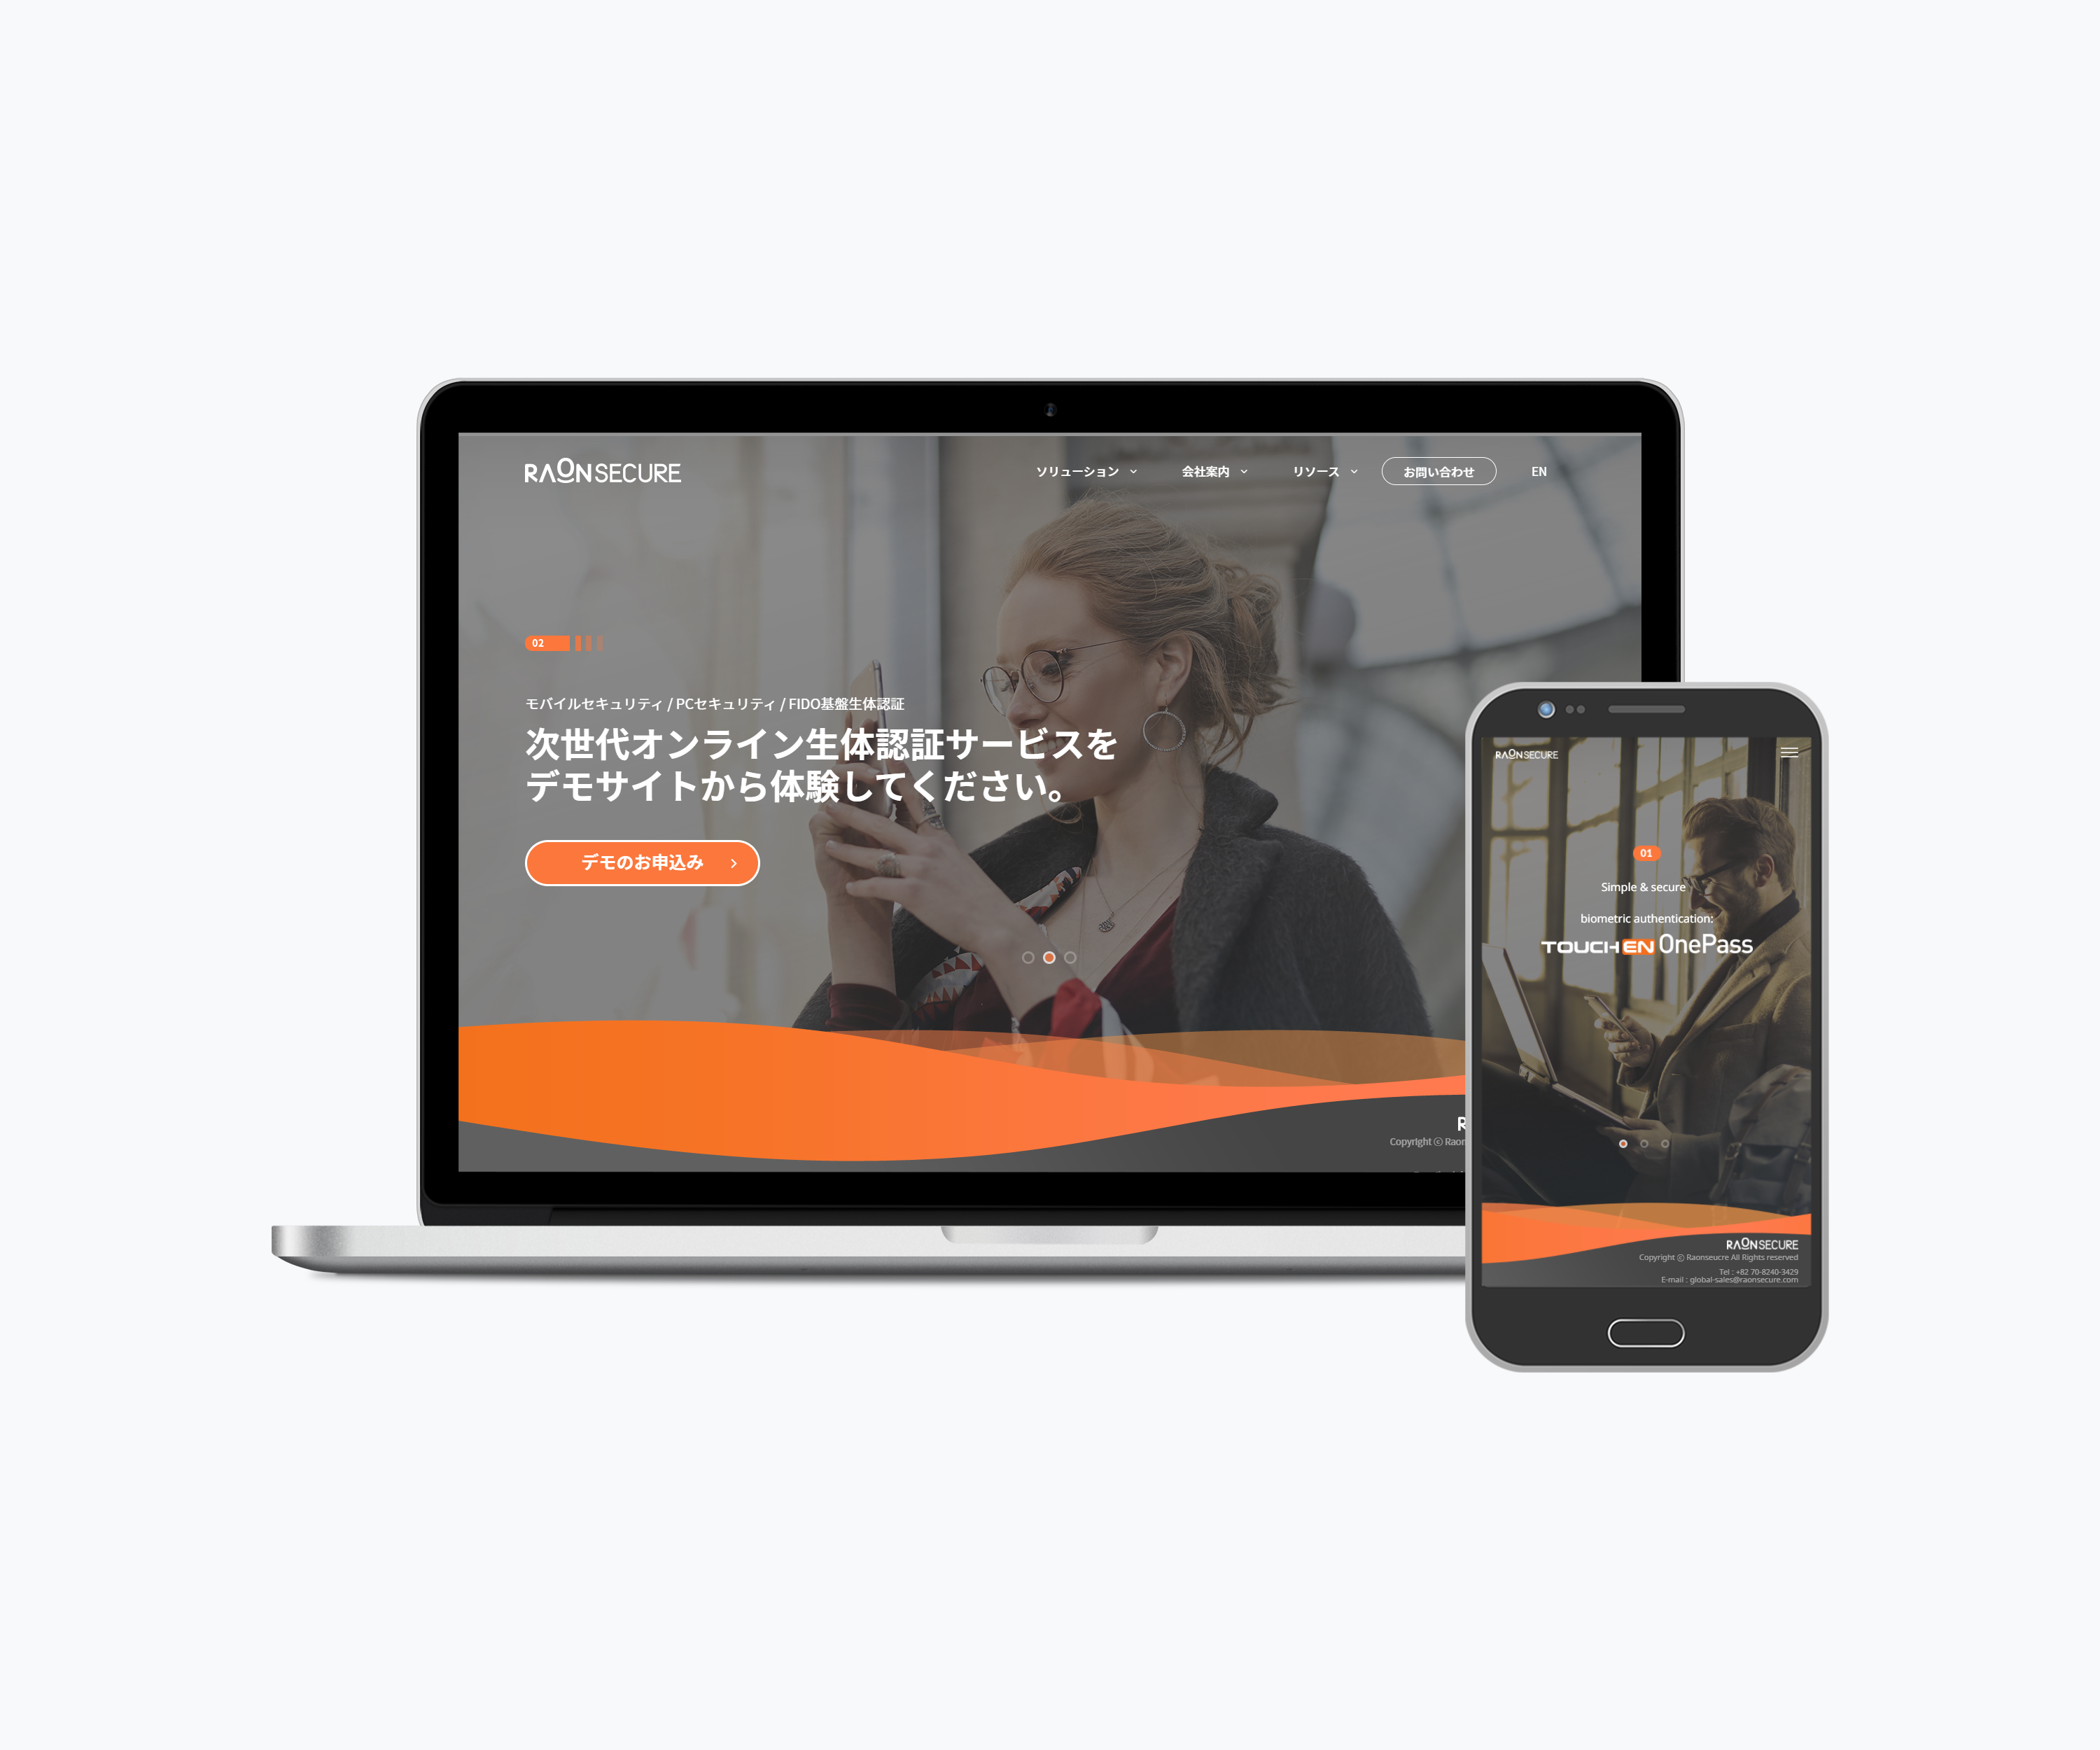 RAONSECURE
ソリューション 会社案内 リソース お問い合わせ EN
02
モバイルセキュリティ / PCセキュリティ / FIDO基盤生体認証
次世代オンライン生体認証サービスを
デモサイトから体験してください。
デモのお申込み
Copyright ⓒ
RAONSECURE
01
Simple & secure
biometric authentication:
TOUCHEN OnePass
RAONSECURE
Copyright ⓒ Raonseucre All Rights reserved
Tel : +82 70-8240-3429
E-mail : global-sales@raonsecure.com